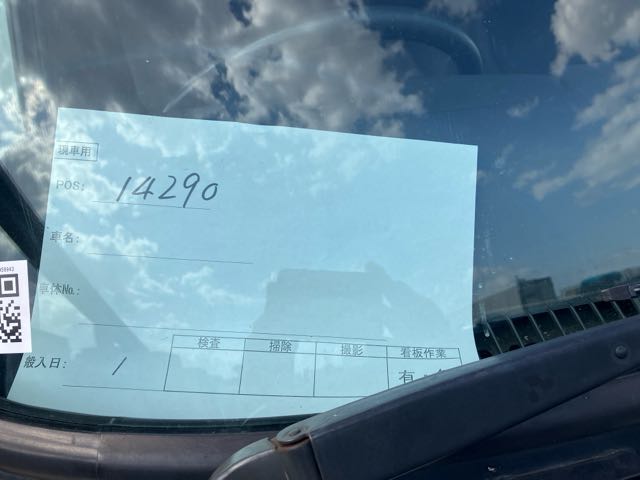 現車用
POS: 14290
車名:
車体No.:
検査 掃除 撮影 看板作業
搬入日: /
有・